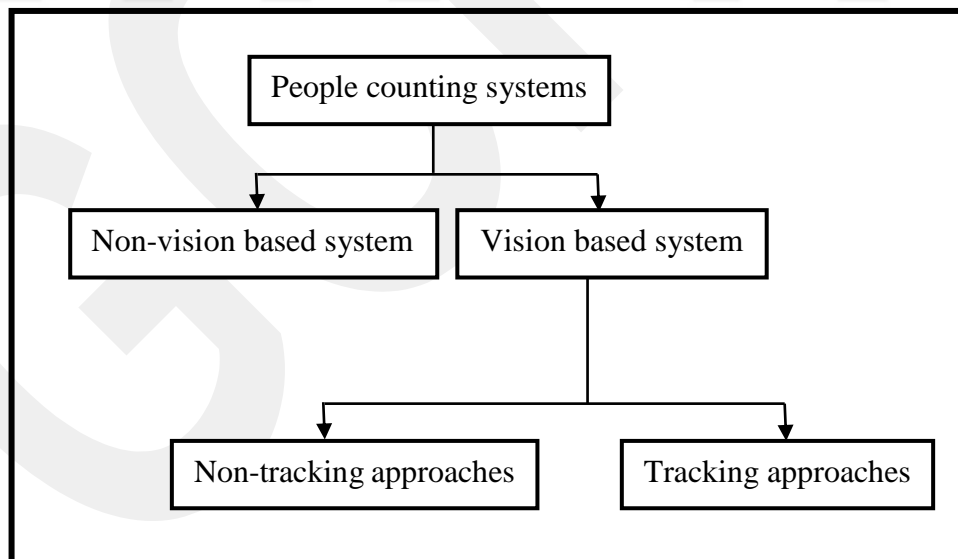 People counting systems
Non-vision based system
Vision based system
Non-tracking approaches
Tracking approaches